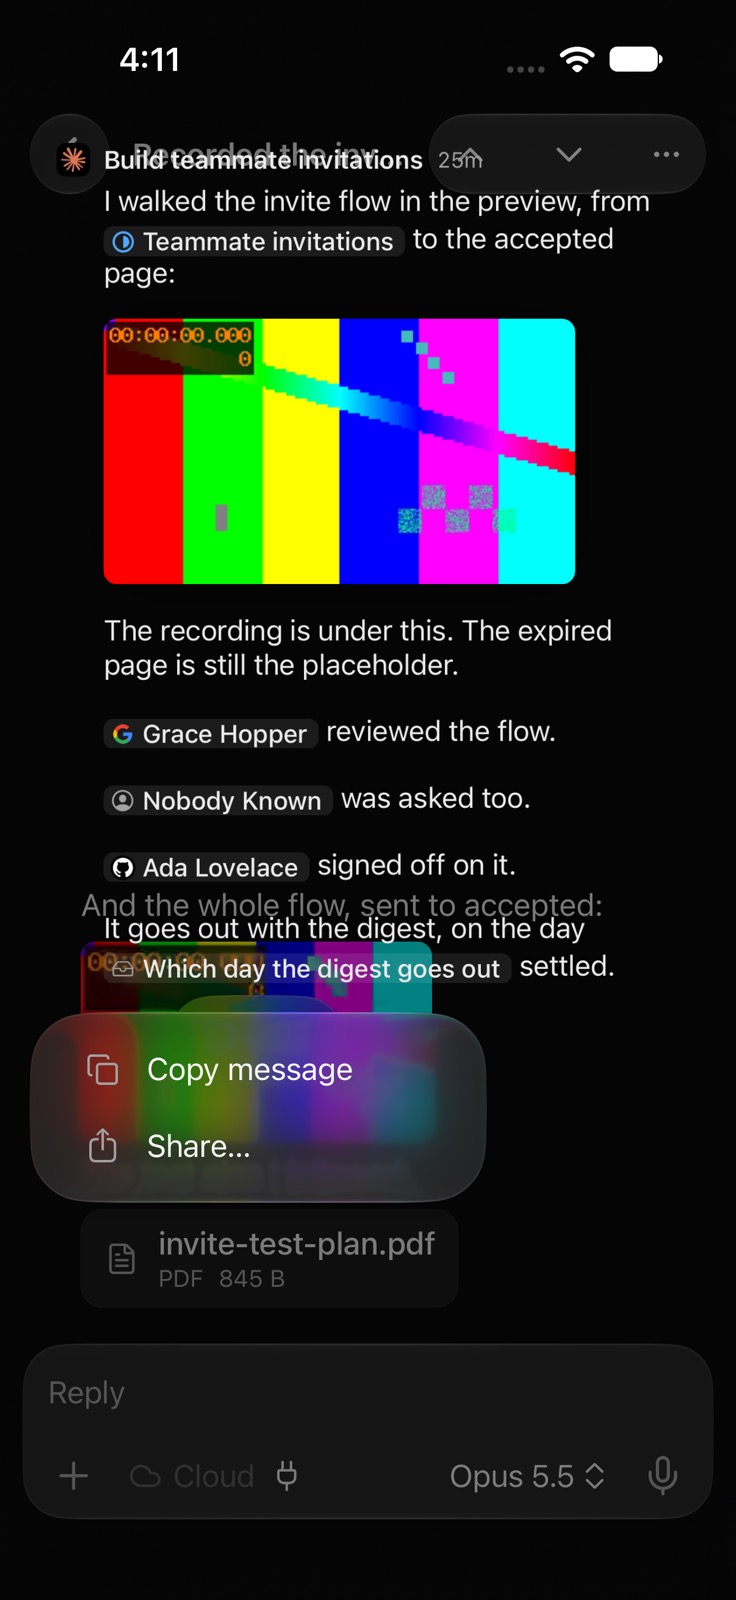 4:11
Recorded the inv...
Build teammate invitations 25m
I walked the invite flow in the preview, from
Teammate invitations to the accepted
page:
00:00:00.000
0
The recording is under this. The expired
page is still the placeholder.
Grace Hopper reviewed the flow.
Nobody Known was asked too.
Ada Lovelace signed off on it.
And the whole flow, sent to accepted:
It goes out with the digest, on the day
Which day the digest goes out settled.
Copy message
Share...
invite-test-plan.pdf
PDF 845 B
Reply
Cloud
Opus 5.5